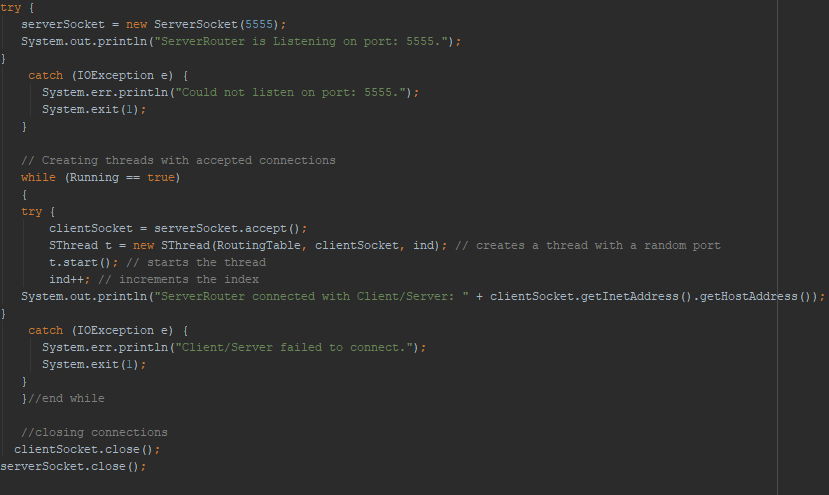 try {
serverSocket = new ServerSocket(5555);
System.out.println("ServerRouter is Listening on port: 5555.");
}
catch (IOException e) {
System.err.println("Could not listen on port: 5555.");
System.exit(1);
}
// Creating threads with accepted connections
while (Running == true)
{
try {
clientSocket = serverSocket.accept();
SThread t = new SThread(RoutingTable, clientSocket, ind); // creates a thread with a random port
t.start(); // starts the thread
ind++; // increments the index
System.out.println("ServerRouter connected with Client/Server: " + clientSocket.getInetAddress().getHostAddress());
}
catch (IOException e) {
System.err.println("Client/Server failed to connect.");
System.exit(1);
}
}//end while
//closing connections
clientSocket.close();
serverSocket.close();